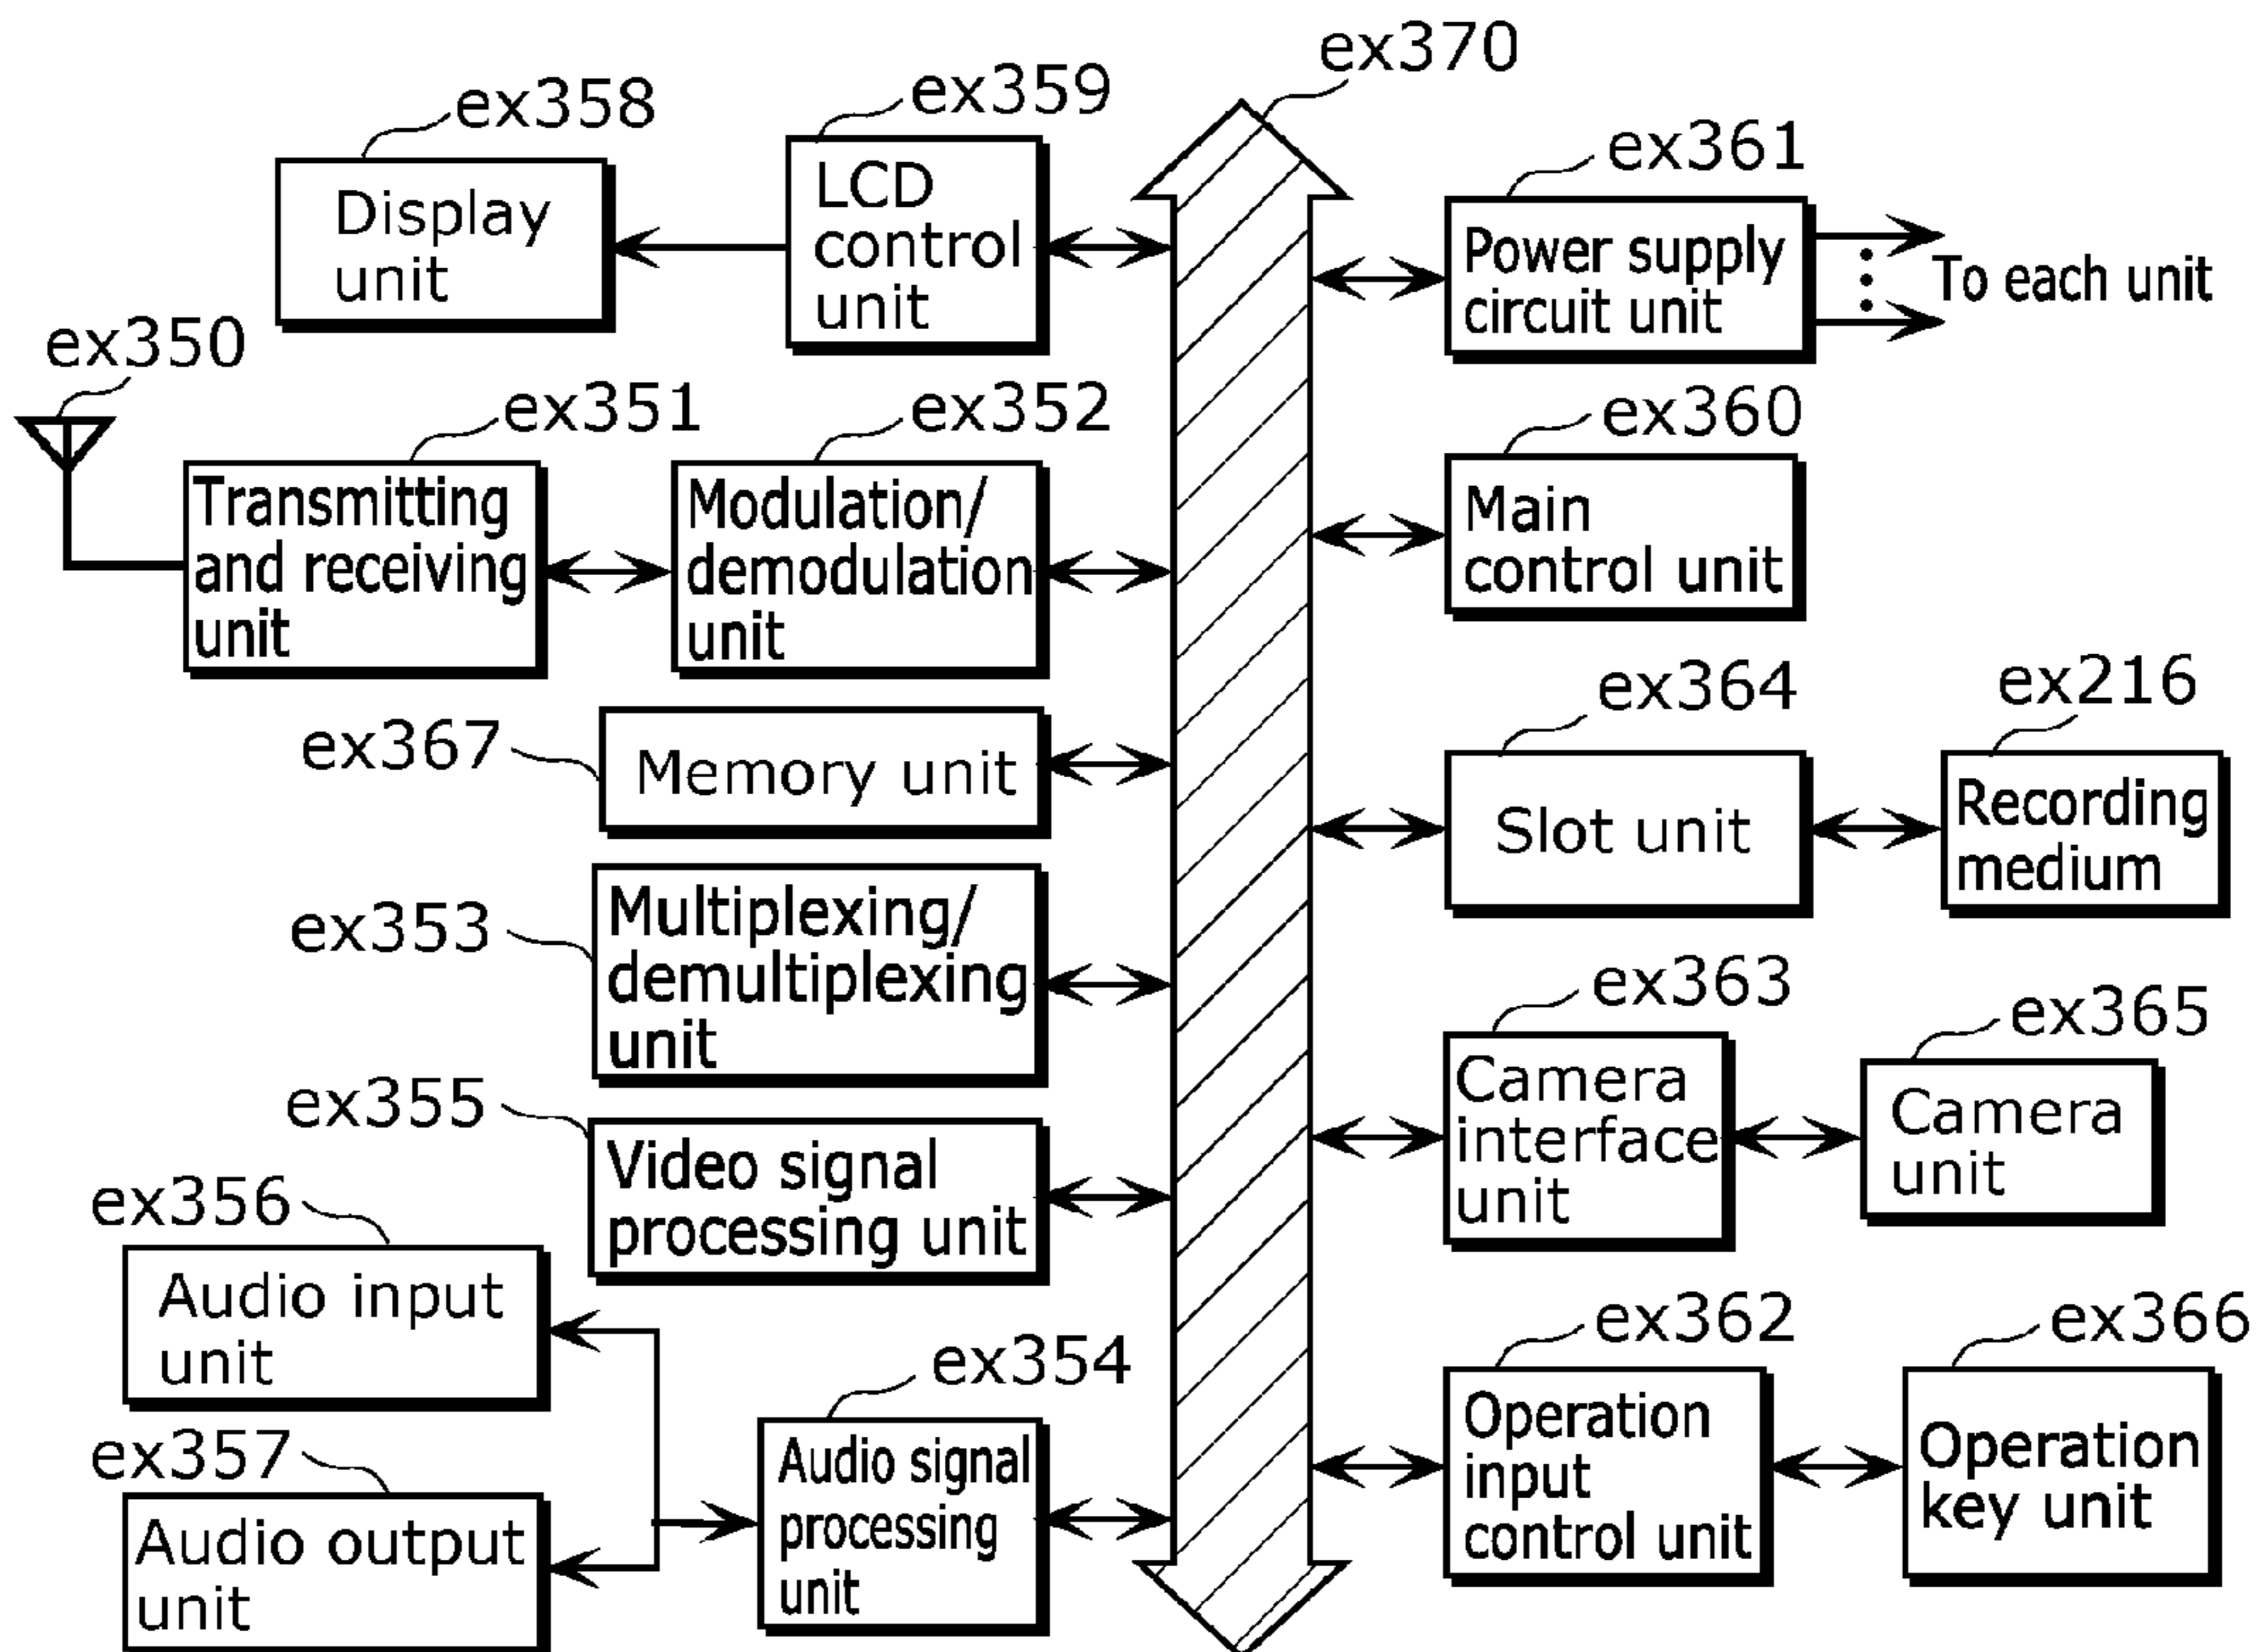 ex370
ex358
ex359
ex361
Display
unit
LCD
control
unit
Power supply
circuit unit
To each unit
ex350
ex351
ex352
ex360
Transmitting
and receiving
unit
Modulation/
demodulation
unit
Main
control unit
ex367
Memory unit
ex364
ex216
Slot unit
Recording
medium
ex353
Multiplexing/
demultiplexing
unit
ex363
ex365
Camera
interface
unit
Camera
unit
ex355
Video signal
processing unit
ex356
Audio input
unit
ex354
ex362
ex366
ex357
Audio output
unit
Audio signal
processing
unit
Operation
input
control unit
Operation
key unit